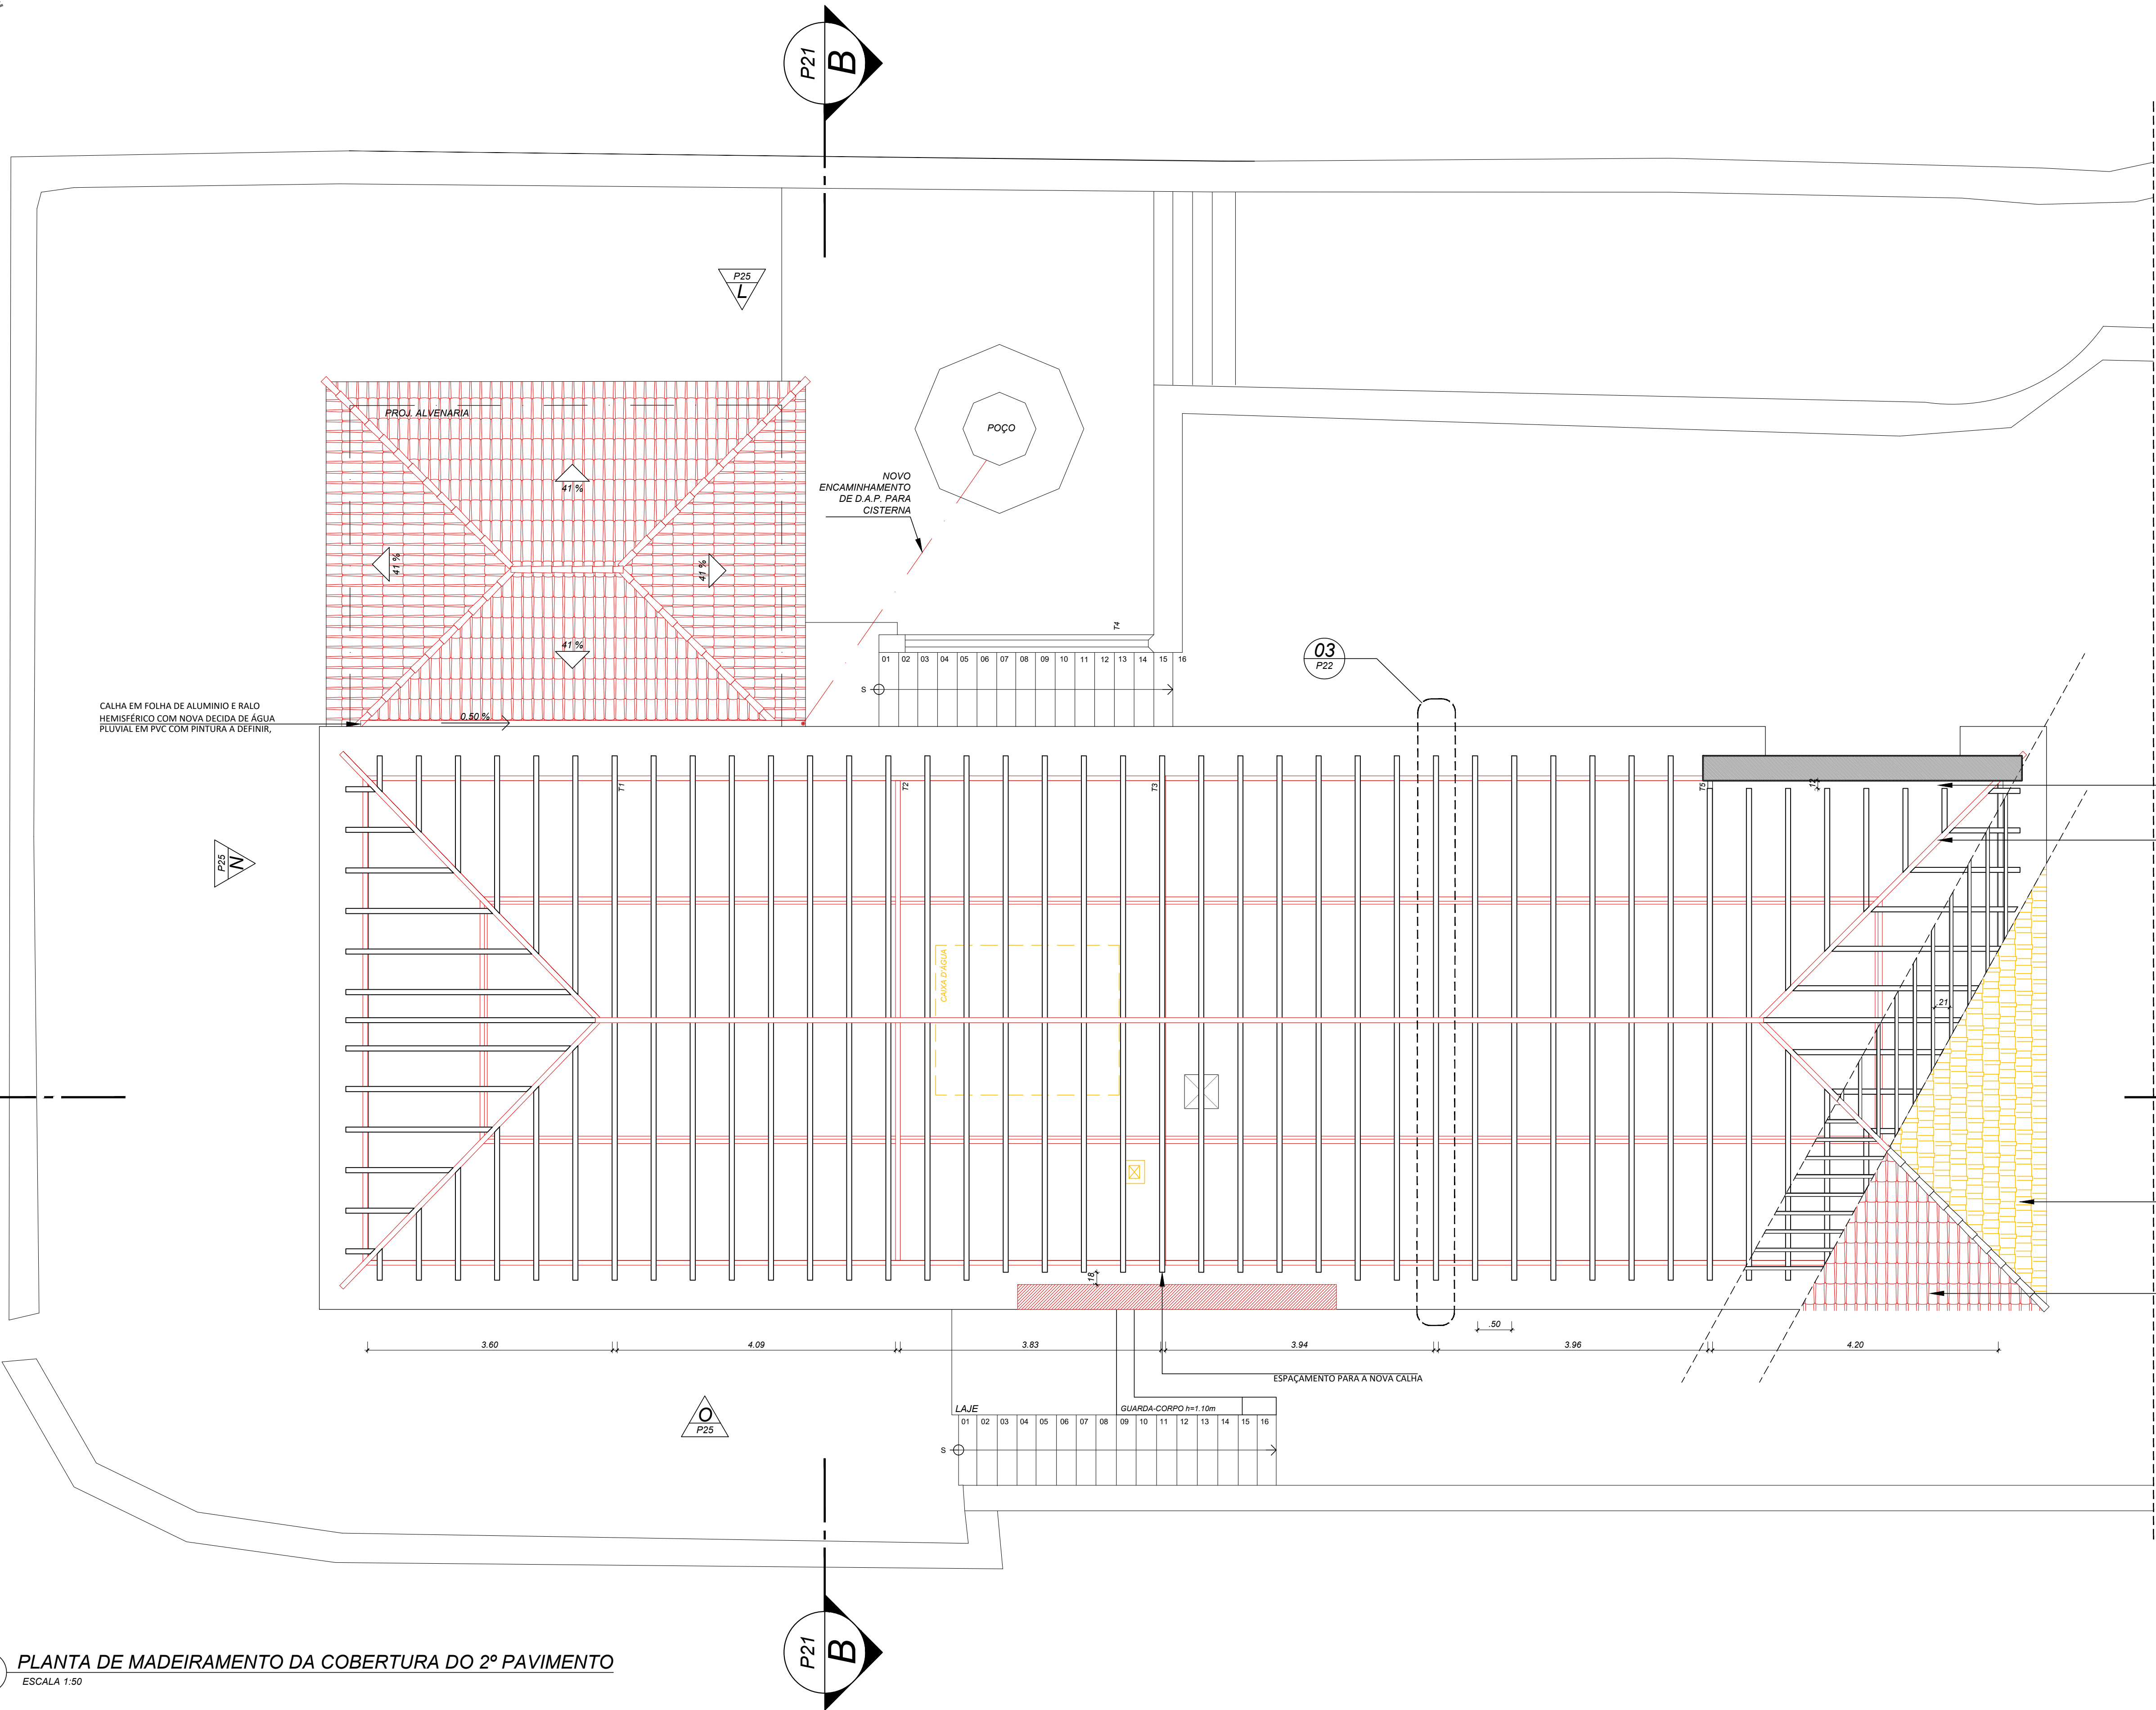 P21
B
P25
L
PROJ. ALVENARIA
41 %
41 %
41 %
41 %
POÇO
NOVO
ENCAMINHAMENTO
DE D.A.P. PARA
CISTERNA
T4
01 02 03 04 05 06 07 08 09 10 11 12 13 14 15 16
S
03
P22
CALHA EM FOLHA DE ALUMINIO E RALO
HEMISFÉRICO COM NOVA DECIDA DE ÁGUA
PLUVIAL EM PVC COM PINTURA A DEFINIR,
0,50 %
T1
T2
T3
T5
12
P25
N
CAIXA D'ÁGUA
.21
.18
.50
3.60
4.09
3.83
3.94
3.96
4.20
ESPAÇAMENTO PARA A NOVA CALHA
O
P25
LAJE
GUARDA-CORPO h=1.10m
01 02 03 04 05 06 07 08 09 10 11 12 13 14 15 16
S
P21
B
PLANTA DE MADEIRAMENTO DA COBERTURA DO 2º PAVIMENTO
ESCALA 1:50